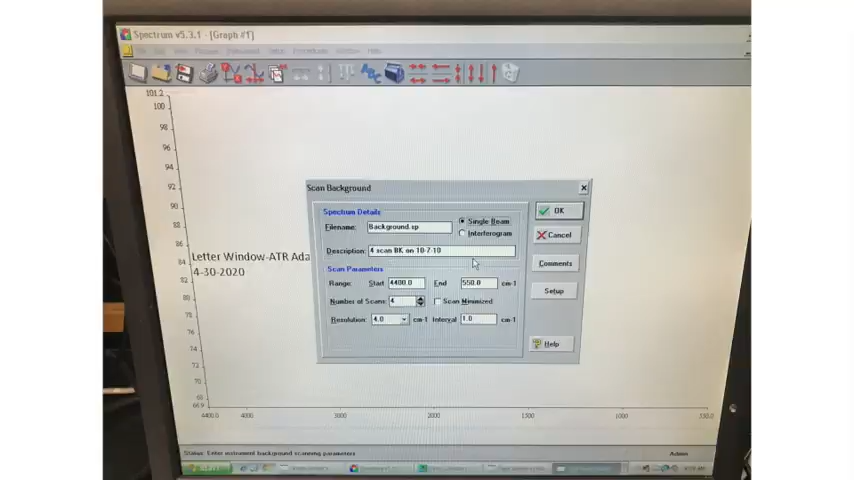 Spectrum v5.3.1 - [Graph #1]
101.2
100
98
96
94
92
90
88
86
84
82
80
78
76
74
72
70
68
66.9
4400.0 4000 3000 2000 1500 1000 550.0
Letter Window-ATR Ada
4-30-2020
Scan Background
Spectrum Details
Filename: Background.sp
Single Beam
Interferogram
Description: 4 scan BK on 10-7-10
Scan Parameters
Range: Start 4400.0 End 550.0 cm-1
Number of Scans: 4 Scan Minimized
Resolution: 4.0 cm-1 Interval 1.0 cm-1
OK
Cancel
Comments
Setup
Help
Status: Enter instrument background scanning parameters
Admin